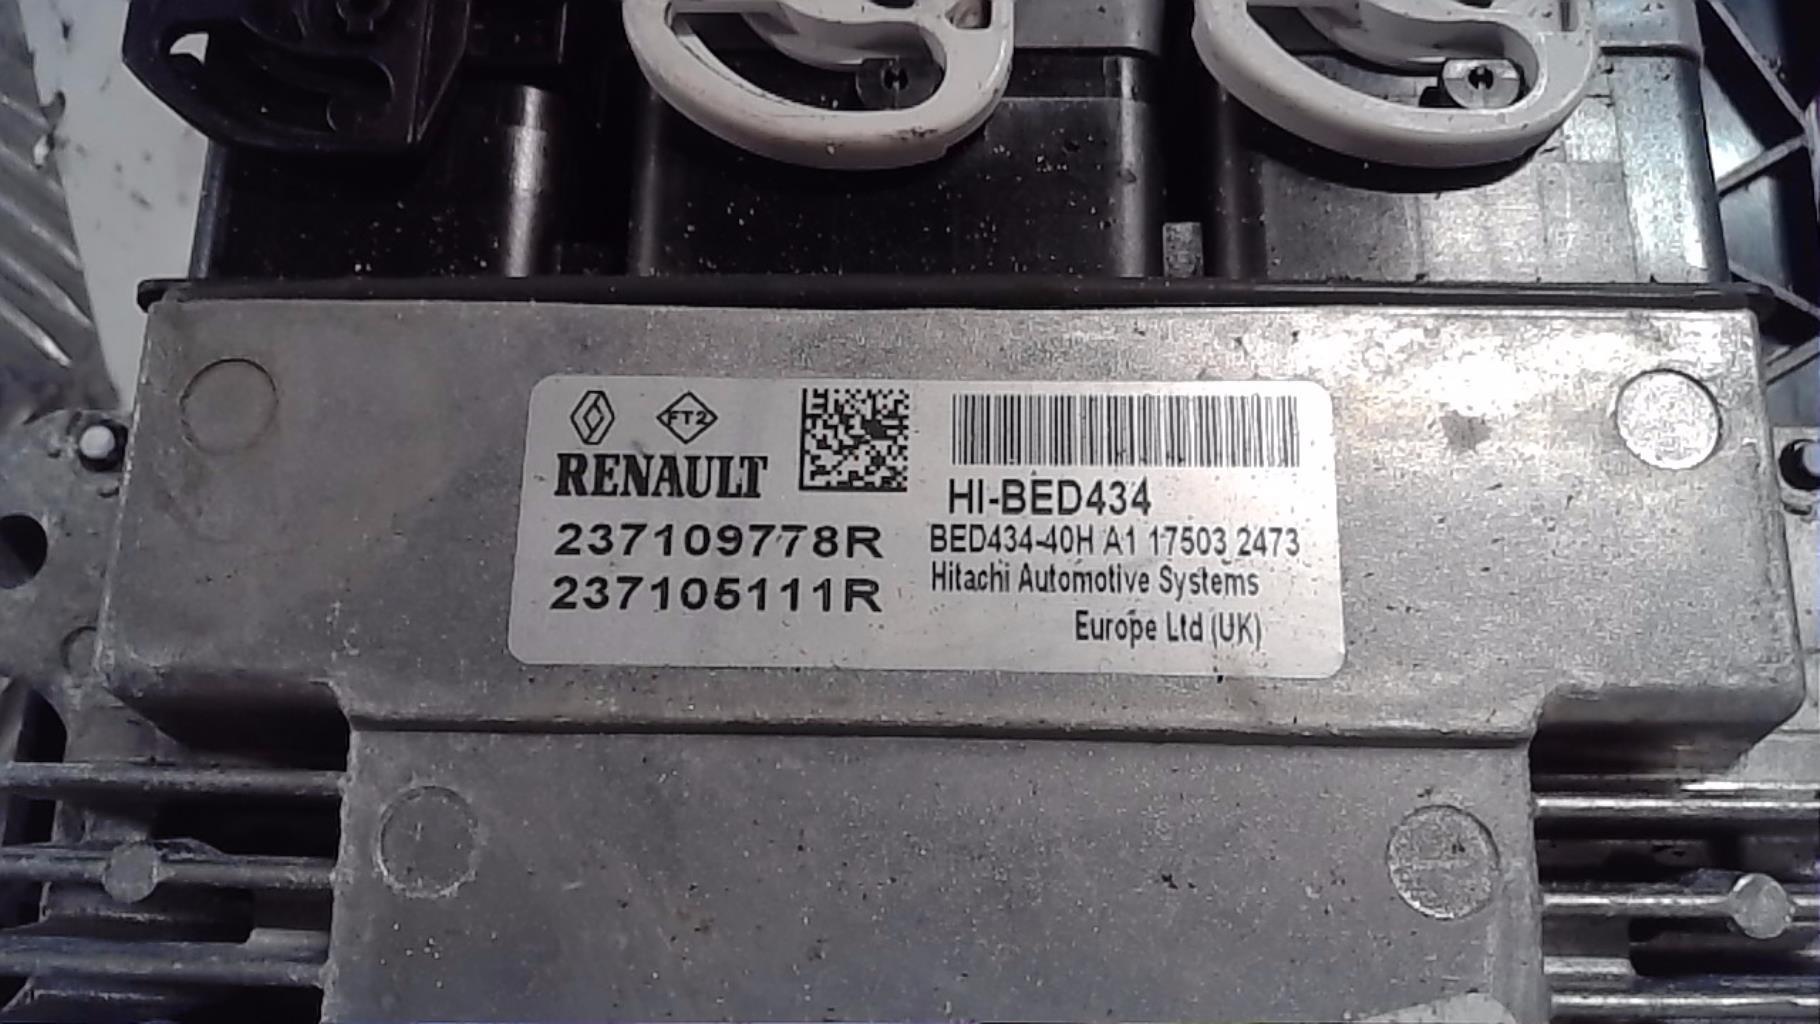 FT2
RENAULT
237109778R
237105111R
HI-BED434
BED434-40H A1 17503 2473
Hitachi Automotive Systems
Europe Ltd (UK)